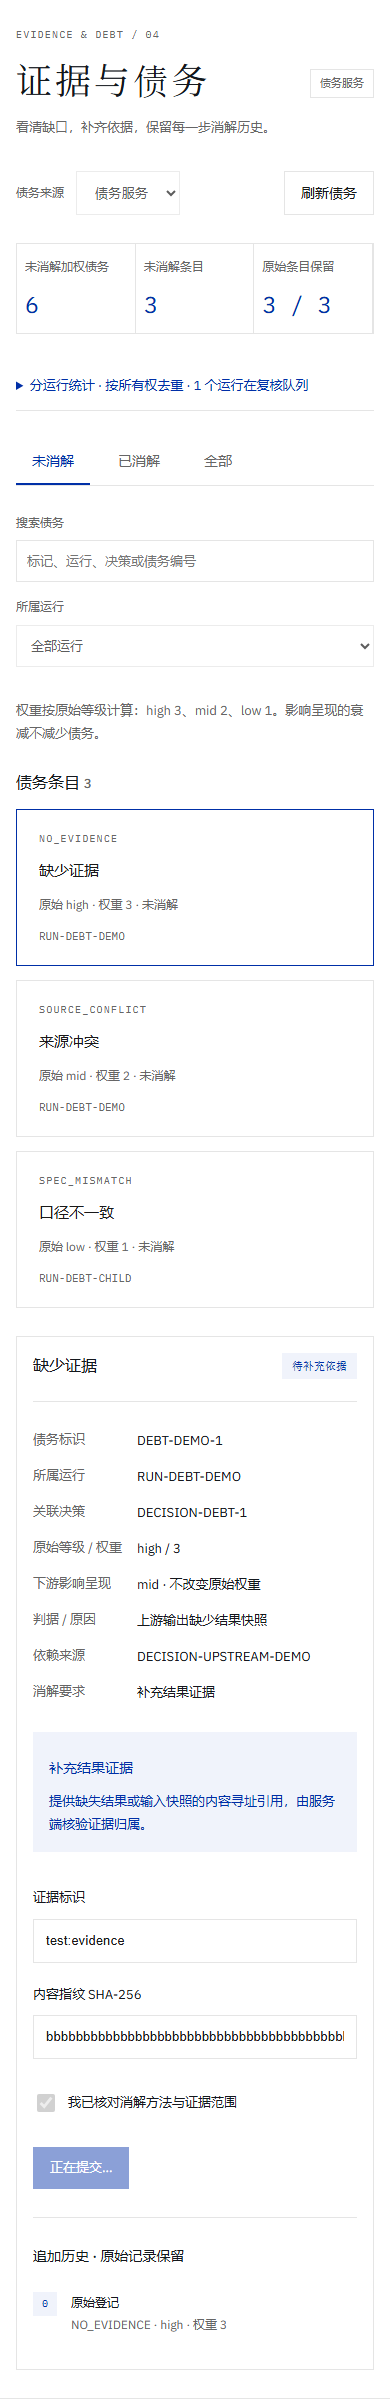 EVIDENCE & DEBT / 04
证据与债务
债务服务
看清缺口，补齐依据，保留每一步消解历史。
债务来源
债务服务
刷新债务
未消解加权债务
未消解条目
原始条目保留
6
3
3 / 3
▶ 分运行统计 · 按所有权去重 · 1 个运行在复核队列
未消解
已消解
全部
搜索债务
标记、运行、决策或债务编号
所属运行
全部运行
权重按原始等级计算：high 3、mid 2、low 1。影响呈现的衰
减不减少债务。
债务条目 3
NO_EVIDENCE
缺少证据
原始 high · 权重 3 · 未消解
RUN-DEBT-DEMO
SOURCE_CONFLICT
来源冲突
原始 mid · 权重 2 · 未消解
RUN-DEBT-DEMO
SPEC_MISMATCH
口径不一致
原始 low · 权重 1 · 未消解
RUN-DEBT-CHILD
缺少证据
待补充依据
债务标识 DEBT-DEMO-1
所属运行 RUN-DEBT-DEMO
关联决策 DECISION-DEBT-1
原始等级 / 权重 high / 3
下游影响呈现 mid · 不改变原始权重
判据 / 原因 上游输出缺少结果快照
依赖来源 DECISION-UPSTREAM-DEMO
消解要求 补充结果证据
补充结果证据
提供缺失结果或输入快照的内容寻址引用，由服务
端核验证据归属。
证据标识
test:evidence
内容指纹 SHA-256
bbbbbbbbbbbbbbbbbbbbbbbbbbbbbbbbbbbbbbbbb
我已核对消解方法与证据范围
正在提交…
追加历史 · 原始记录保留
0
原始登记
NO_EVIDENCE · high · 权重 3